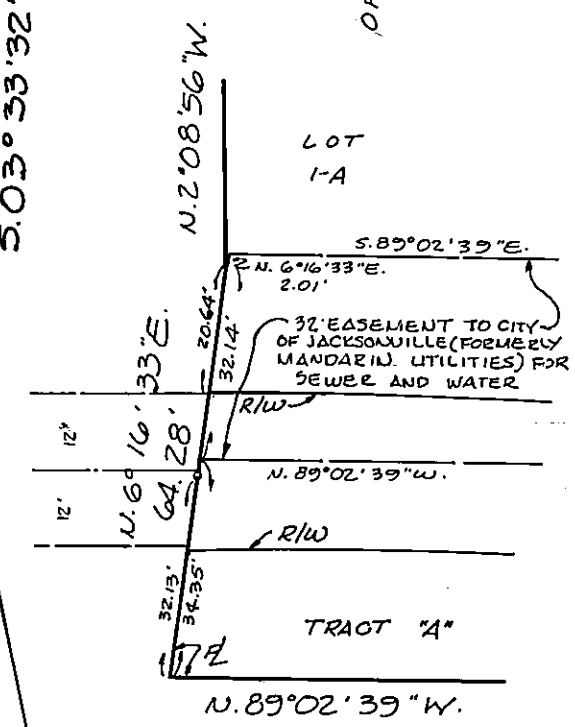 S.03°33'32"
N.2°08'56"W.
LOT
1-A
S.89°02'39"E.
N. 6°16'33"E.
2.01'
20.64'
32.14'
32' EASEMENT TO CITY
OF JACKSONVILLE (FORMERLY
MANDARIN UTILITIES) FOR
SEWER AND WATER
R/W
12'
N.6°16'33"E.
64.28'
N. 89°02'39"W.
12'
R/W
32.13'
34.35'
TRACT "A"
N.89°02'39"W.